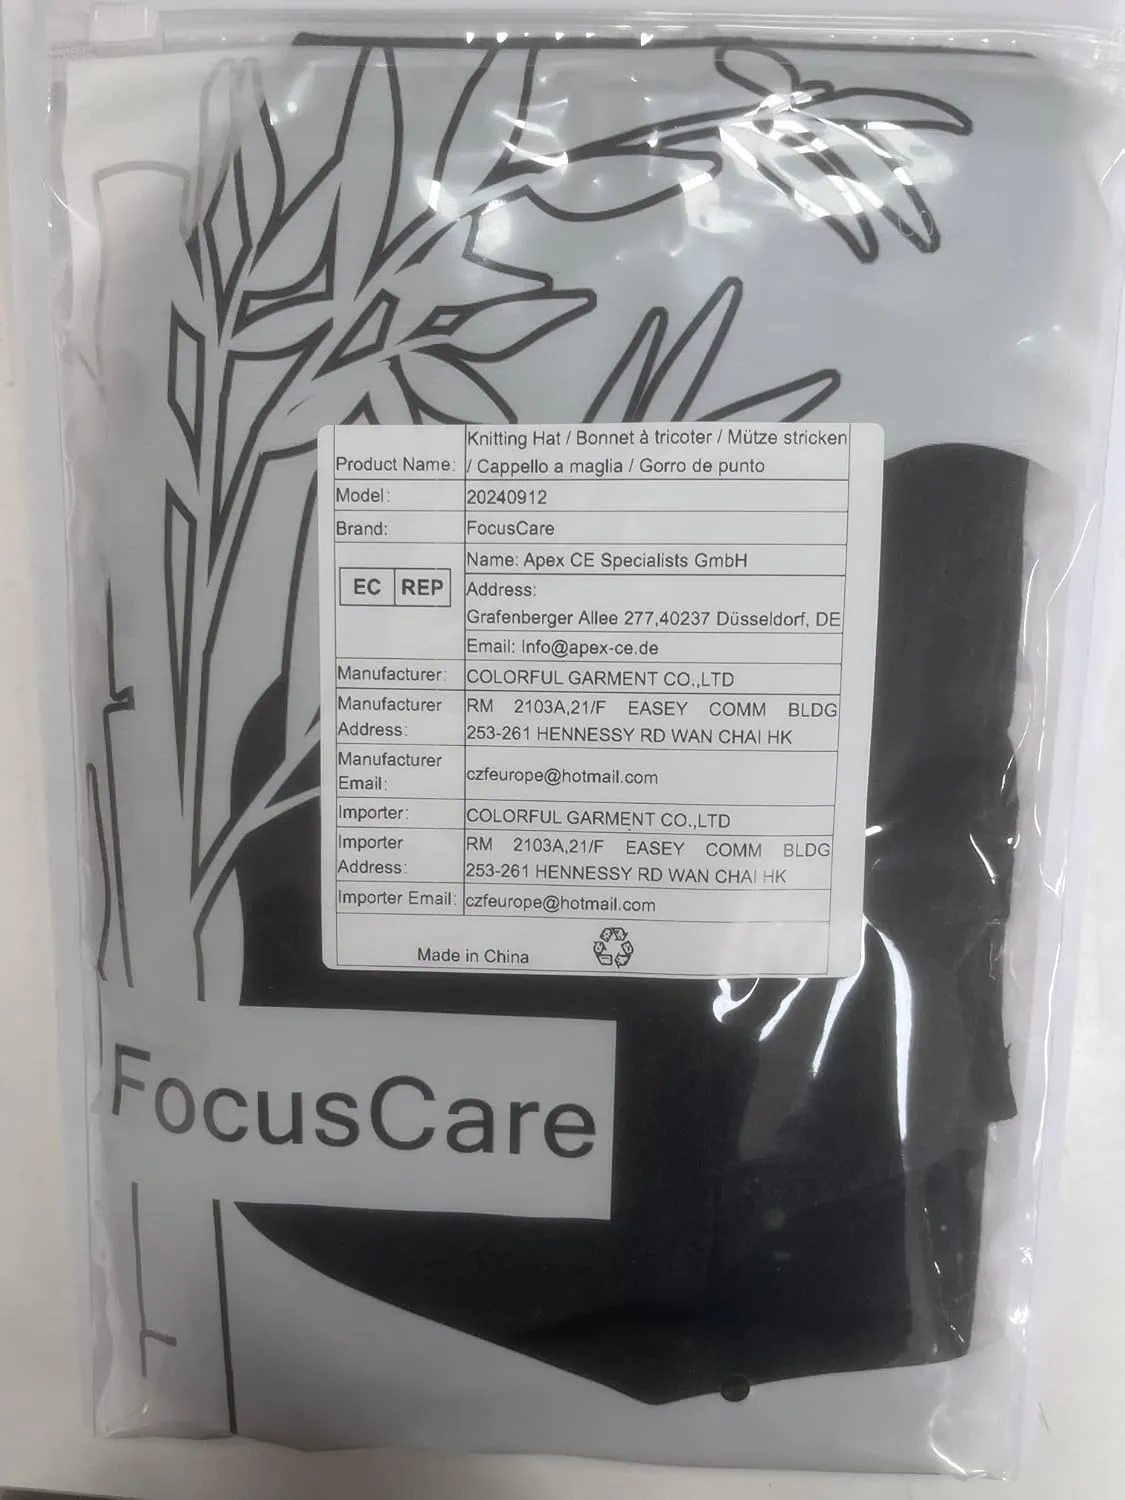 Knitting Hat / Bonnet à tricoter / Mütze stricken
Product Name: / Cappello a maglia / Gorro de punto
Model: 20240912
Brand: FocusCare
EC REP
Name: Apex CE Specialists GmbH
Address:
Grafenberger Allee 277,40237 Düsseldorf, DE
Email: Info@apex-ce.de
Manufacturer: COLORFUL GARMENT CO.,LTD
Manufacturer Address: RM 2103A,21/F EASEY COMM BLDG
253-261 HENNESSY RD WAN CHAI HK
Manufacturer Email: czfeurope@hotmail.com
Importer: COLORFUL GARMENT CO.,LTD
Importer Address: RM 2103A,21/F EASEY COMM BLDG
253-261 HENNESSY RD WAN CHAI HK
Importer Email: czfeurope@hotmail.com
Made in China
FocusCare